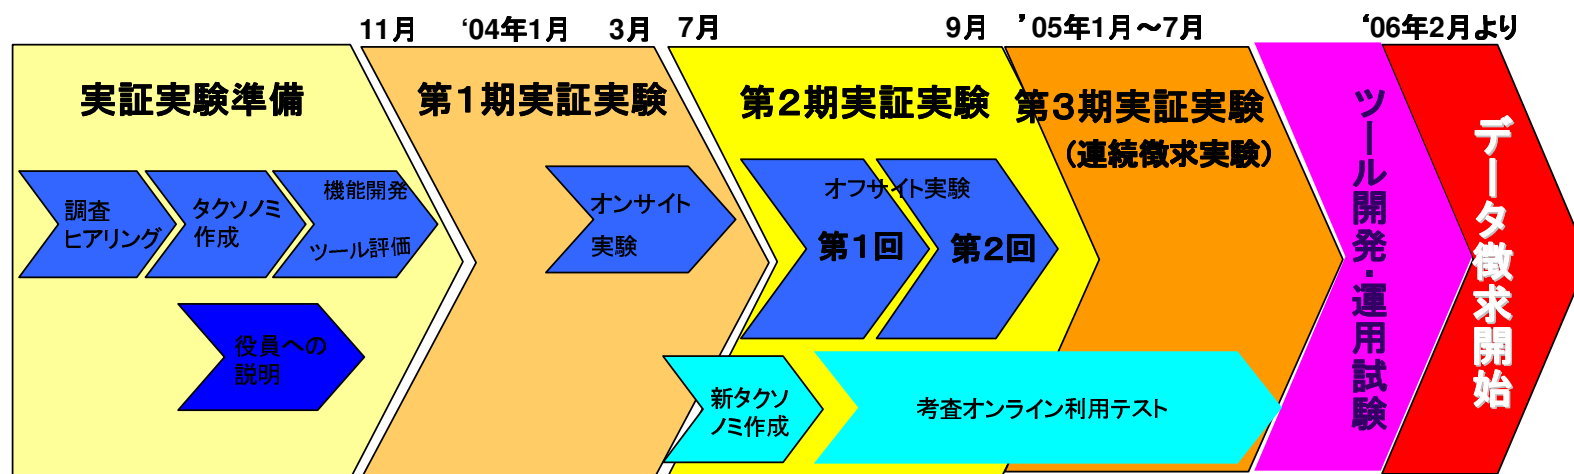 11月 ‘04年1月 3月 7月 9月 ’05年1月～7月 ‘06年2月より
実証実験準備
第１期実証実験
第２期実証実験
第３期実証実験
（連続徴求実験）
ツール開発・運用試験
データ徴求開始
調査
ヒアリング
タクソノミ
作成
機能開発
ツール評価
役員への
説明
オンサイト
実験
オフサイト実験
第１回
第２回
新タクソ
ノミ作成
考査オンライン利用テスト